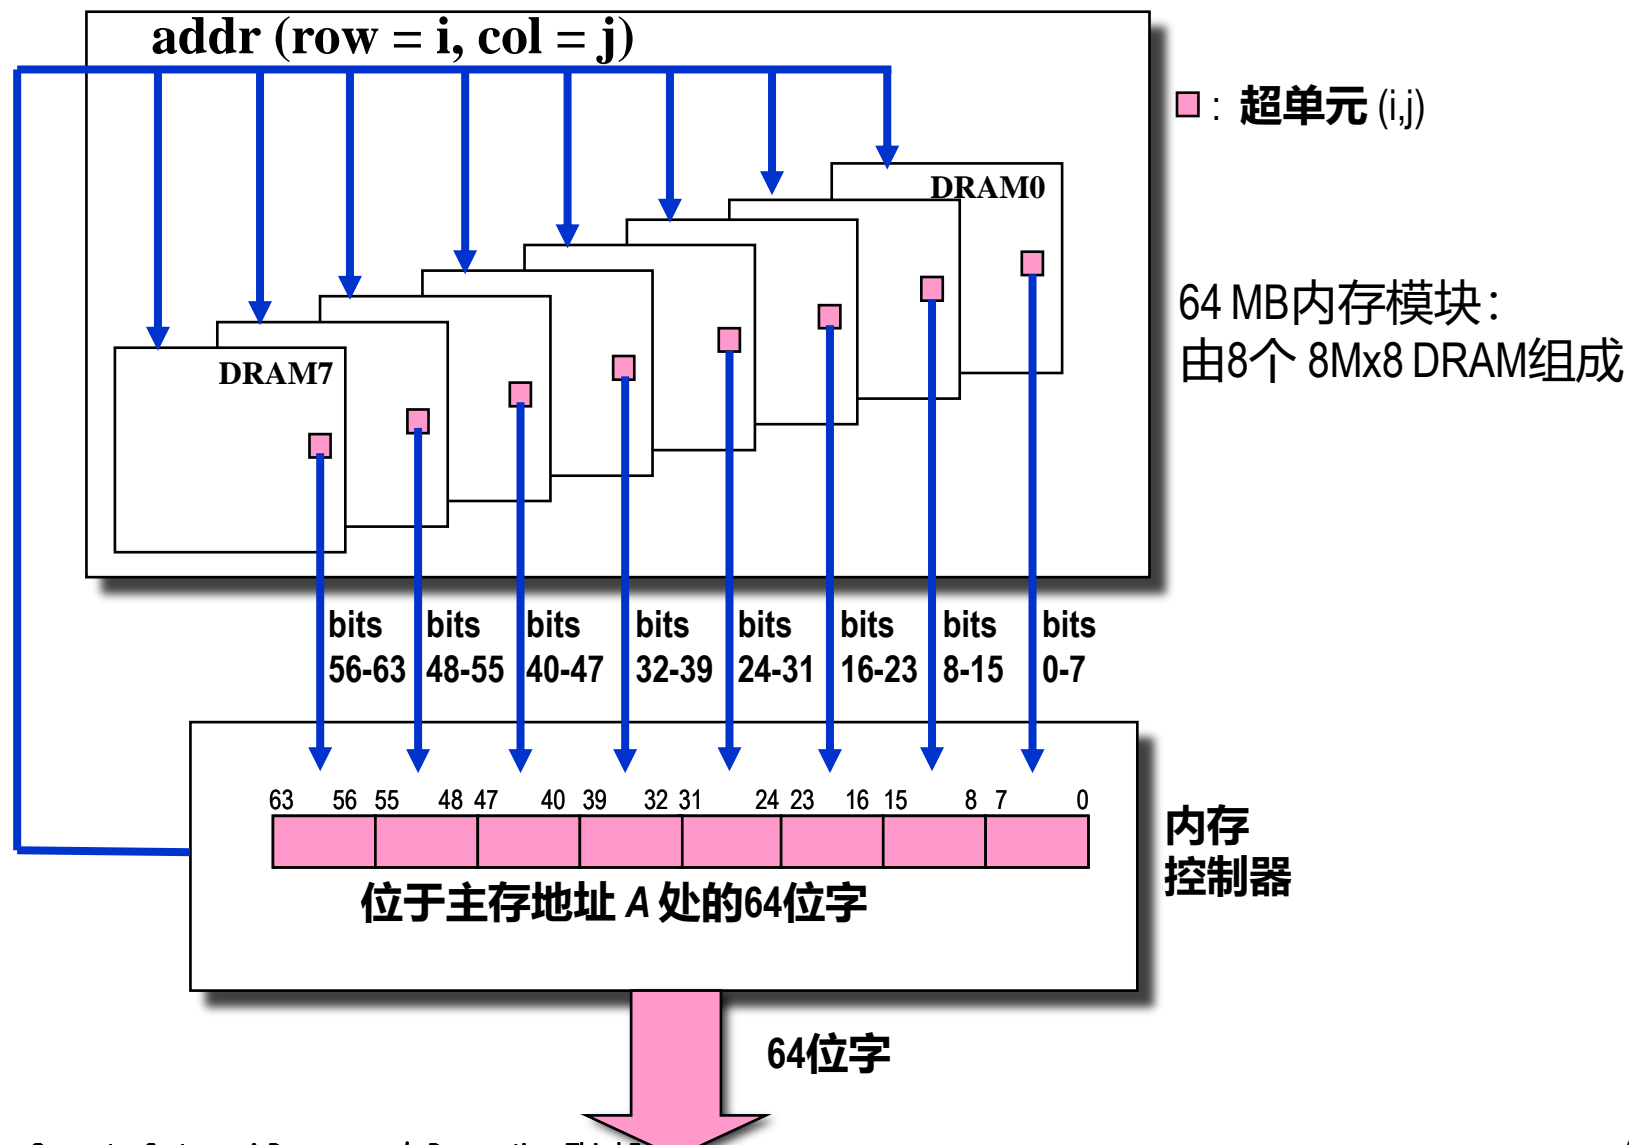 addr (row = i, col = j)
: 超单元 (i,j)
DRAM0
64 MB内存模块：
由8个 8Mx8 DRAM组成
DRAM7
bits bits bits bits bits bits bits bits
56-63 48-55 40-47 32-39 24-31 16-23 8-15 0-7
63 56 55 48 47 40 39 32 31 24 23 16 15 8 7 0
内存
控制器
位于主存地址 A 处的64位字
64位字